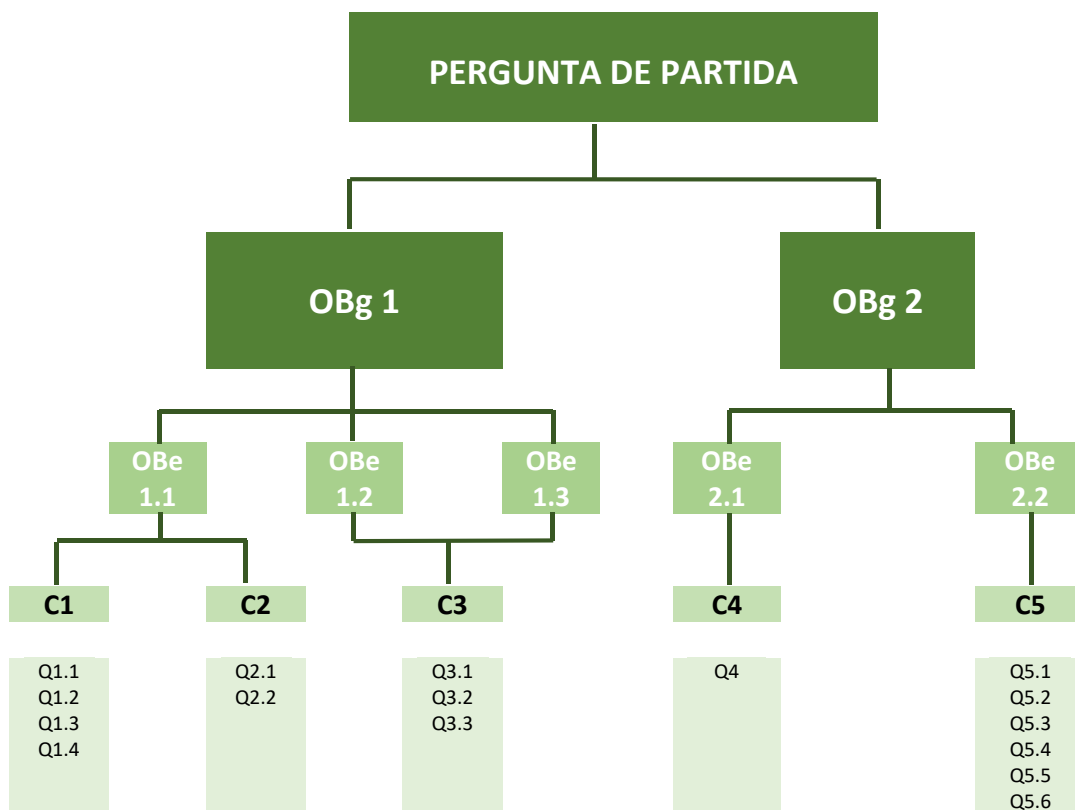 PERGUNTA DE PARTIDA
OBg 1
OBg 2
OBe
1.1
OBe
1.2
OBe
1.3
OBe
2.1
OBe
2.2
C1
C2
C3
C4
C5
Q1.1
Q1.2
Q1.3
Q1.4
Q2.1
Q2.2
Q3.1
Q3.2
Q3.3
Q4
Q5.1
Q5.2
Q5.3
Q5.4
Q5.5
Q5.6